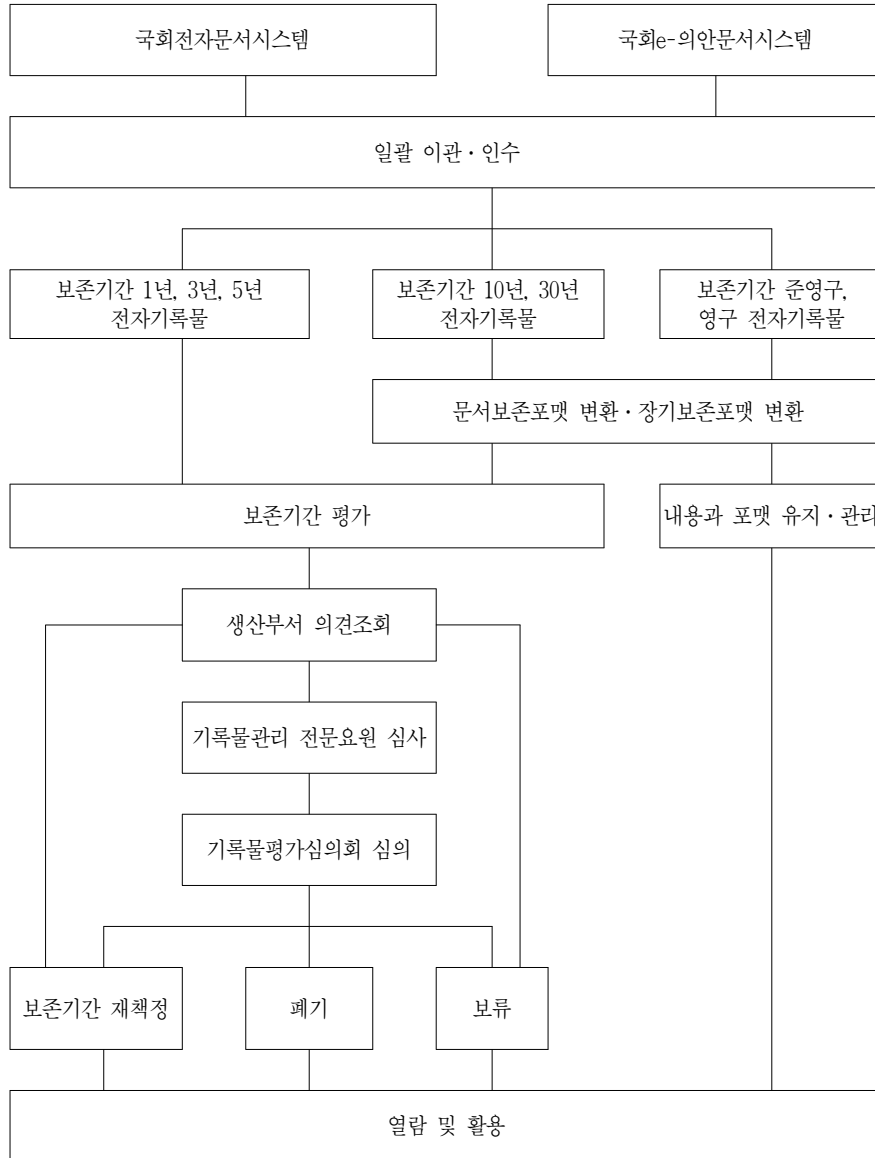 국회전자문서시스템
국회e-의안문서시스템
일괄 이관·인수
보존기간 1년, 3년, 5년
전자기록물
보존기간 10년, 30년
전자기록물
보존기간 준영구,
영구 전자기록물
문서보존포맷 변환·장기보존포맷 변환
보존기간 평가
내용과 포맷 유지·관리
생산부서 의견조회
기록물관리 전문요원 심사
기록물평가심의회 심의
보존기간 재책정
폐기
보류
열람 및 활용